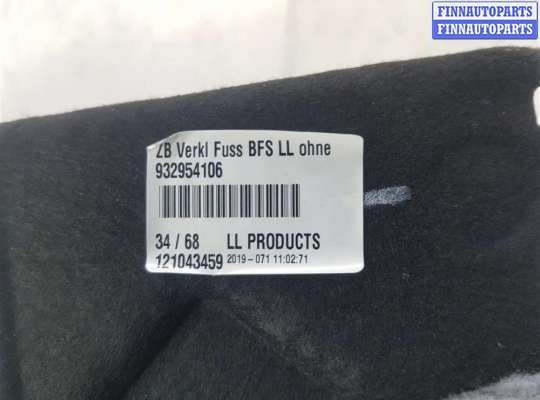 FINNAUTOPARTS
FINNAUTOPARTS
ZB Verkl Fuss BFS LL ohne
932954106
34 / 68 LL PRODUCTS
121043459 2019-071 11:02:71